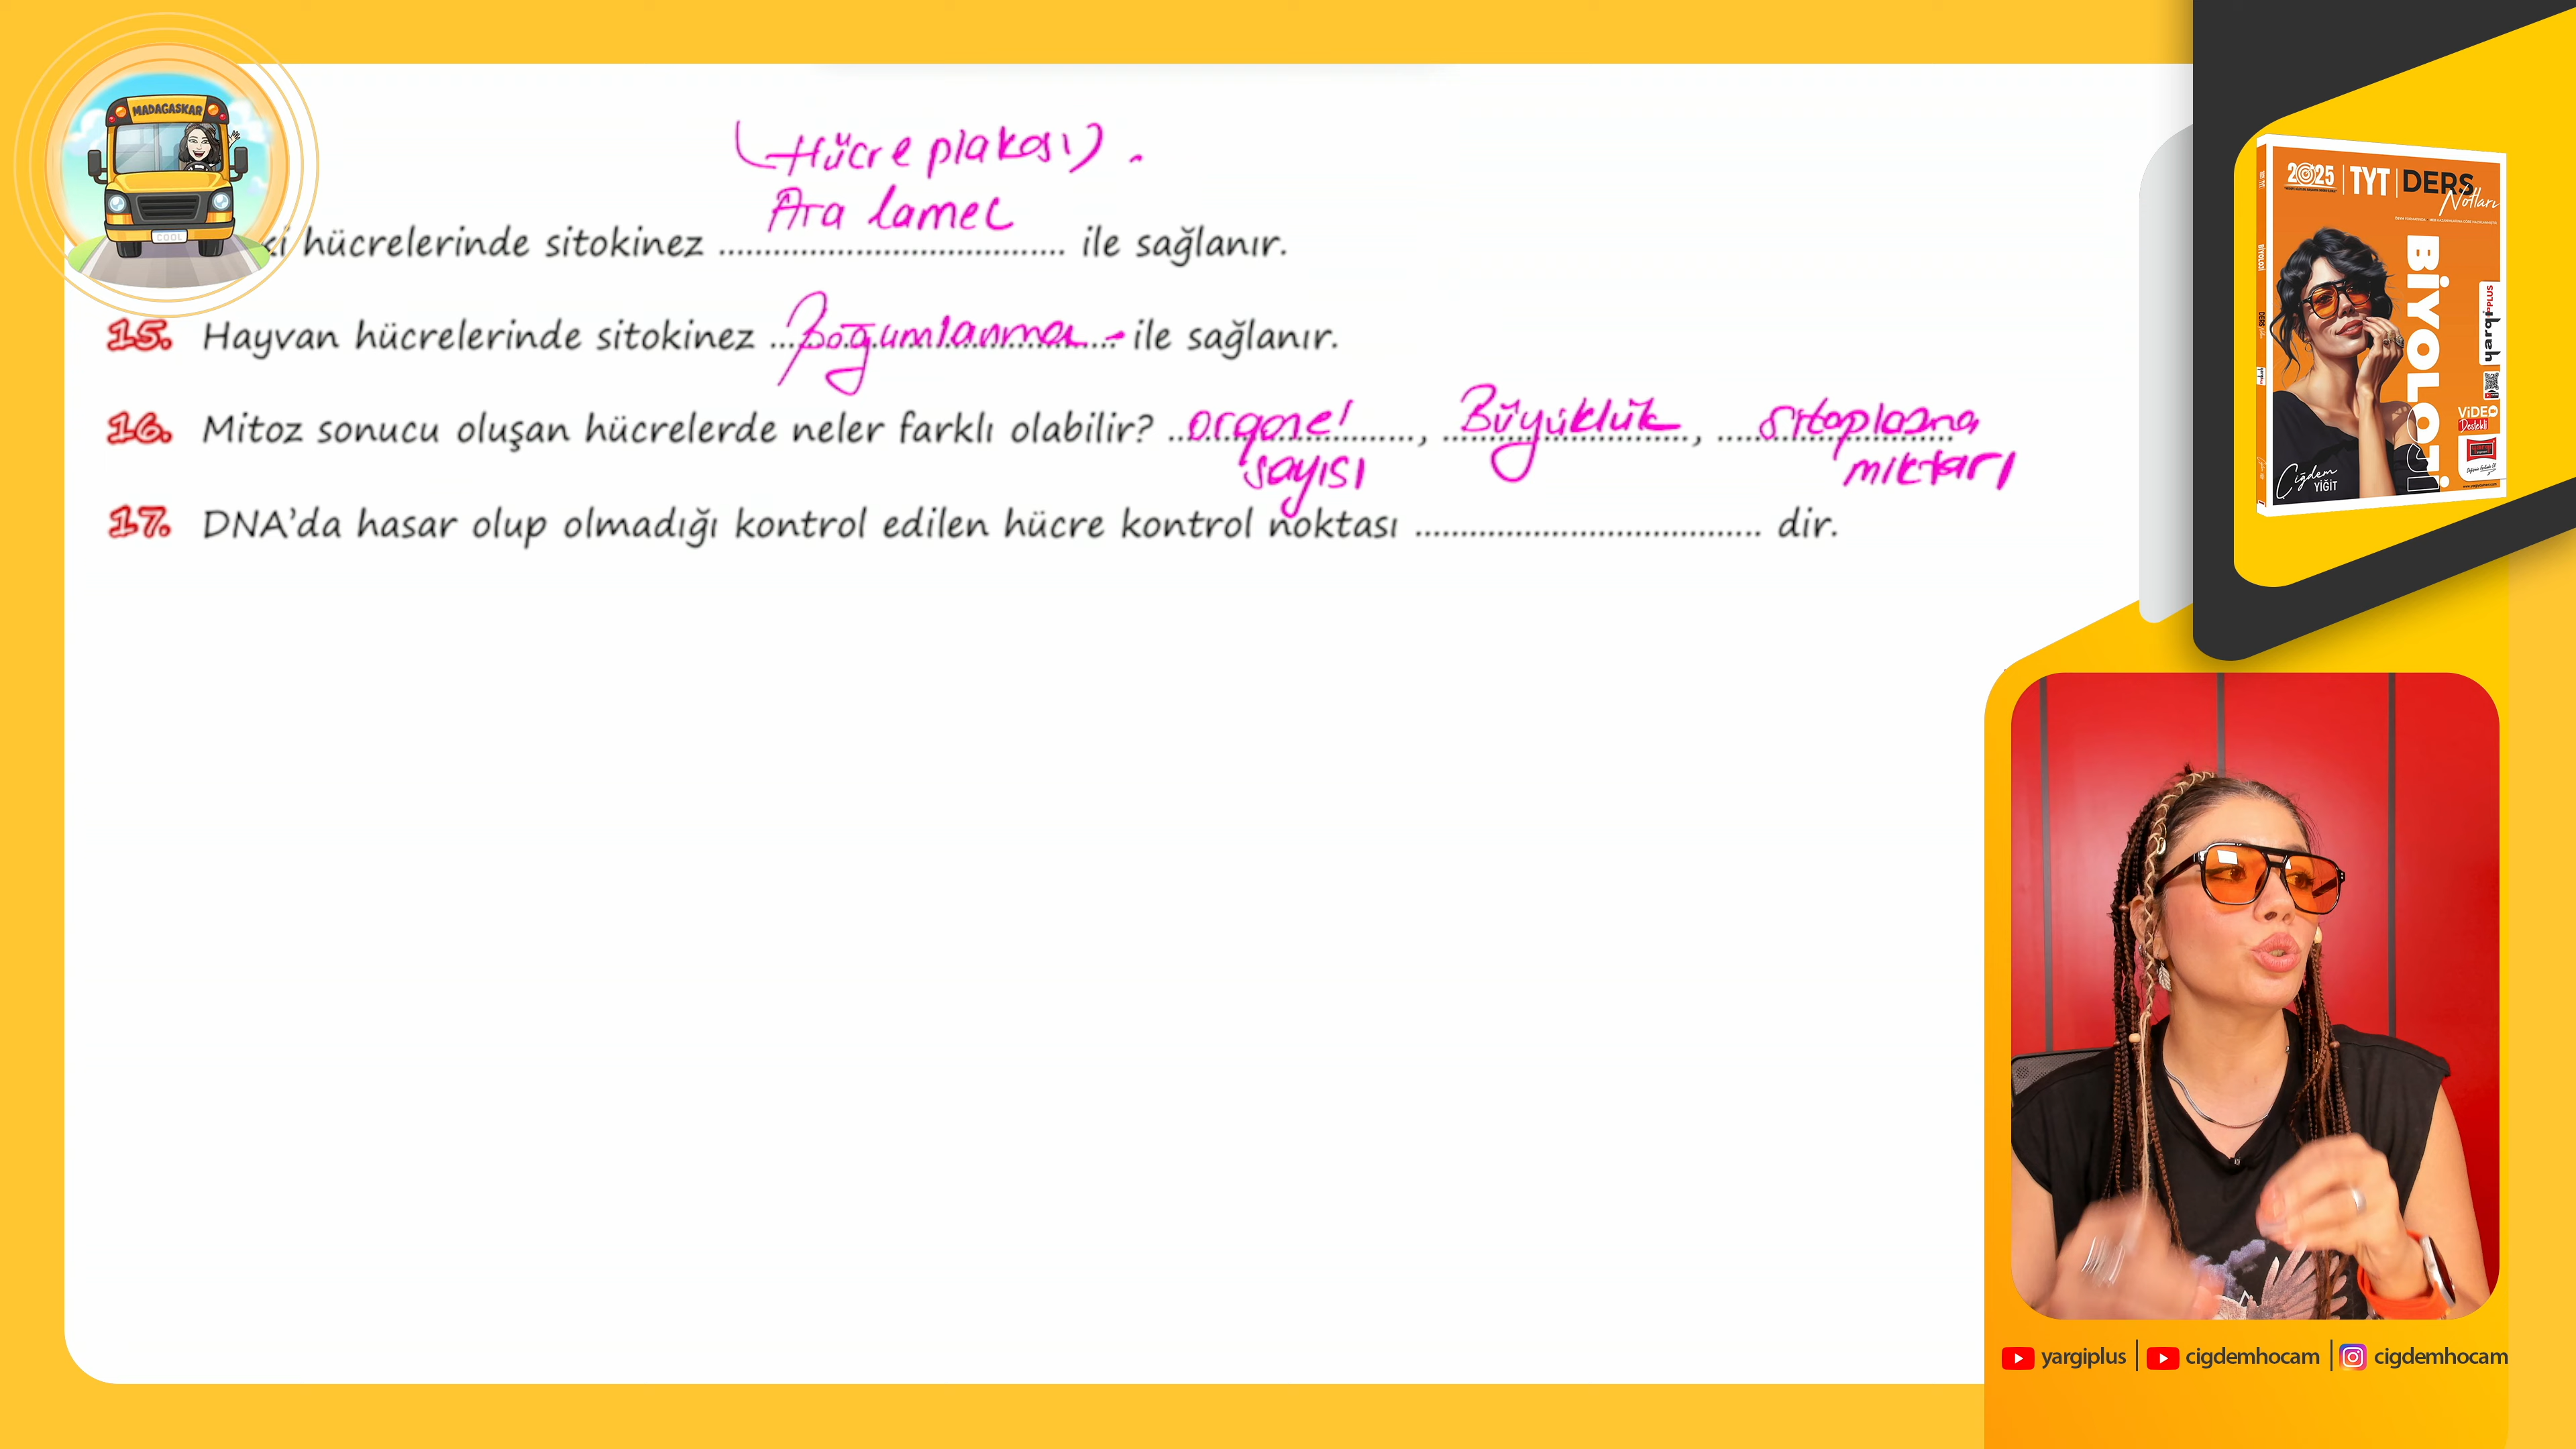 MADAGASKAR
COOL
(Hücre plakası).
Ara lamel
ki hücrelerinde sitokinez ........................................ ile sağlanır.
15. Hayvan hücrelerinde sitokinez Boğumlanma ile sağlanır.
16. Mitoz sonucu oluşan hücrelerde neler farklı olabilir? organel sayısı, Büyüklük, sitoplazma miktarı
17. DNA'da hasar olup olmadığı kontrol edilen hücre kontrol noktası ........................................ dir.
2025 TYT DERS Notları
BİYOLOJİ
yargı PLUS
VİDEO Destekli
Çiğdem YİĞİT
yargiplus | cigdemhocam | cigdemhocam